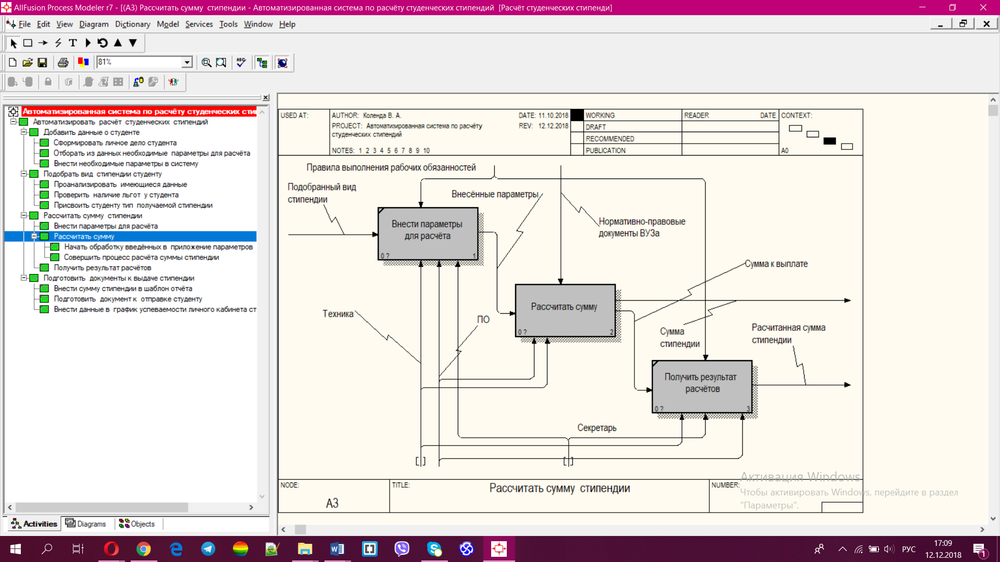 AllFusion Process Modeler r7 - [(A3) Рассчитать сумму  стипендии - Автоматизированная система по расчёту студенческих стипендий  [Расчёт студенческих стипенди]
File Edit View Diagram Dictionary Model Services Tools Window Help
T
81%
ABC
Автоматизированная система по расчёту студенческих сти
Автоматизировать расчёт студенческих стипендий
Добавить данные о студенте
Сформировать личное дело студента
Отборать из данных необходимые параметры для расчёта
Внести необходимые параметры в систему
Подобрать вид стипендии студенту
Проанализировать имеющиеся данные
Проверить наличие льгот у студента
Присвоить студенту тип получаемой стипендии
Рассчитать сумму стипендии
Внести параметры для расчёта
Рассчитать сумму
Начать обработку введённых в приложение параметров
Совершить процесс расчёта суммы стипендии
Получить результат расчётов
Подготовить документы к выдаче стипендии
Внести сумму стипендии в шаблон отчёта
Подготовить документ к отправке студенту
Внести данные в график успеваемости личного кабинета ст
Activities Diagrams Objects
USED AT:
AUTHOR: Коленда В. А.
DATE: 11.10.2018
PROJECT: Автоматизированная система по расчёту
студенческих стипендий
REV: 12.12.2018
NOTES: 1 2 3 4 5 6 7 8 9 10
WORKING
DRAFT
RECOMMENDED
PUBLICATION
READER DATE
CONTEXT:
A0
Правила выполнения рабочих обязанностей
Подобранный вид
стипендии
Внесённые параметры
Внести параметры
для расчёта
0 ? 1
Нормативно-правовые
документы ВУЗа
Сумма к выплате
Рассчитать сумму
0 ? 2
Техника
ПО
Сумма
стипендии
Расчитанная сумма
стипендии
Получить результат
расчётов
0 ? 3
Секретарь
NODE:
A3
TITLE:
Рассчитать сумму  стипендии
NUMBER:
Активация Windows
Чтобы активировать Windows, перейдите в раздел
"Параметры".
РУС
17:09
12.12.2018
1